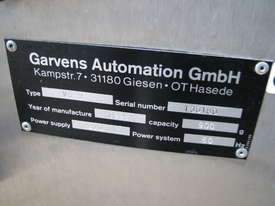 Garvens Automation GmbH
Kampstr.7 • 31180 Giesen • OT Hasede
Type
Serial number
Year of manufacture capacity g
Power supply Power system Hz